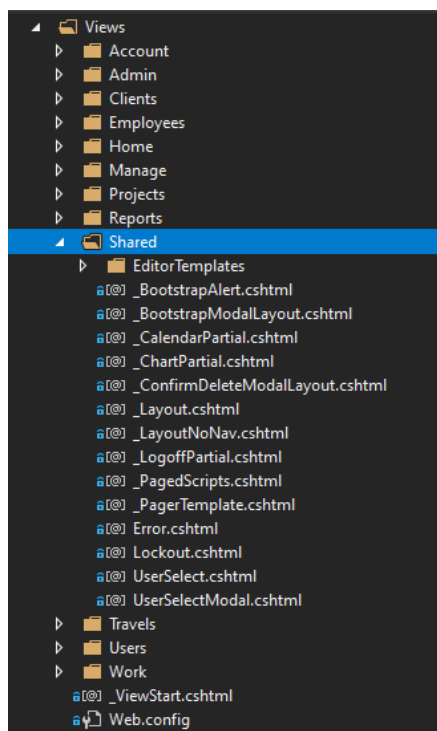 Views
Account
Admin
Clients
Employees
Home
Manage
Projects
Reports
Shared
EditorTemplates
_BootstrapAlert.cshtml
_BootstrapModalLayout.cshtml
_CalendarPartial.cshtml
_ChartPartial.cshtml
_ConfirmDeleteModalLayout.cshtml
_Layout.cshtml
_LayoutNoNav.cshtml
_LogoffPartial.cshtml
_PagedScripts.cshtml
_PagerTemplate.cshtml
Error.cshtml
Lockout.cshtml
UserSelect.cshtml
UserSelectModal.cshtml
Travels
Users
Work
_ViewStart.cshtml
Web.config